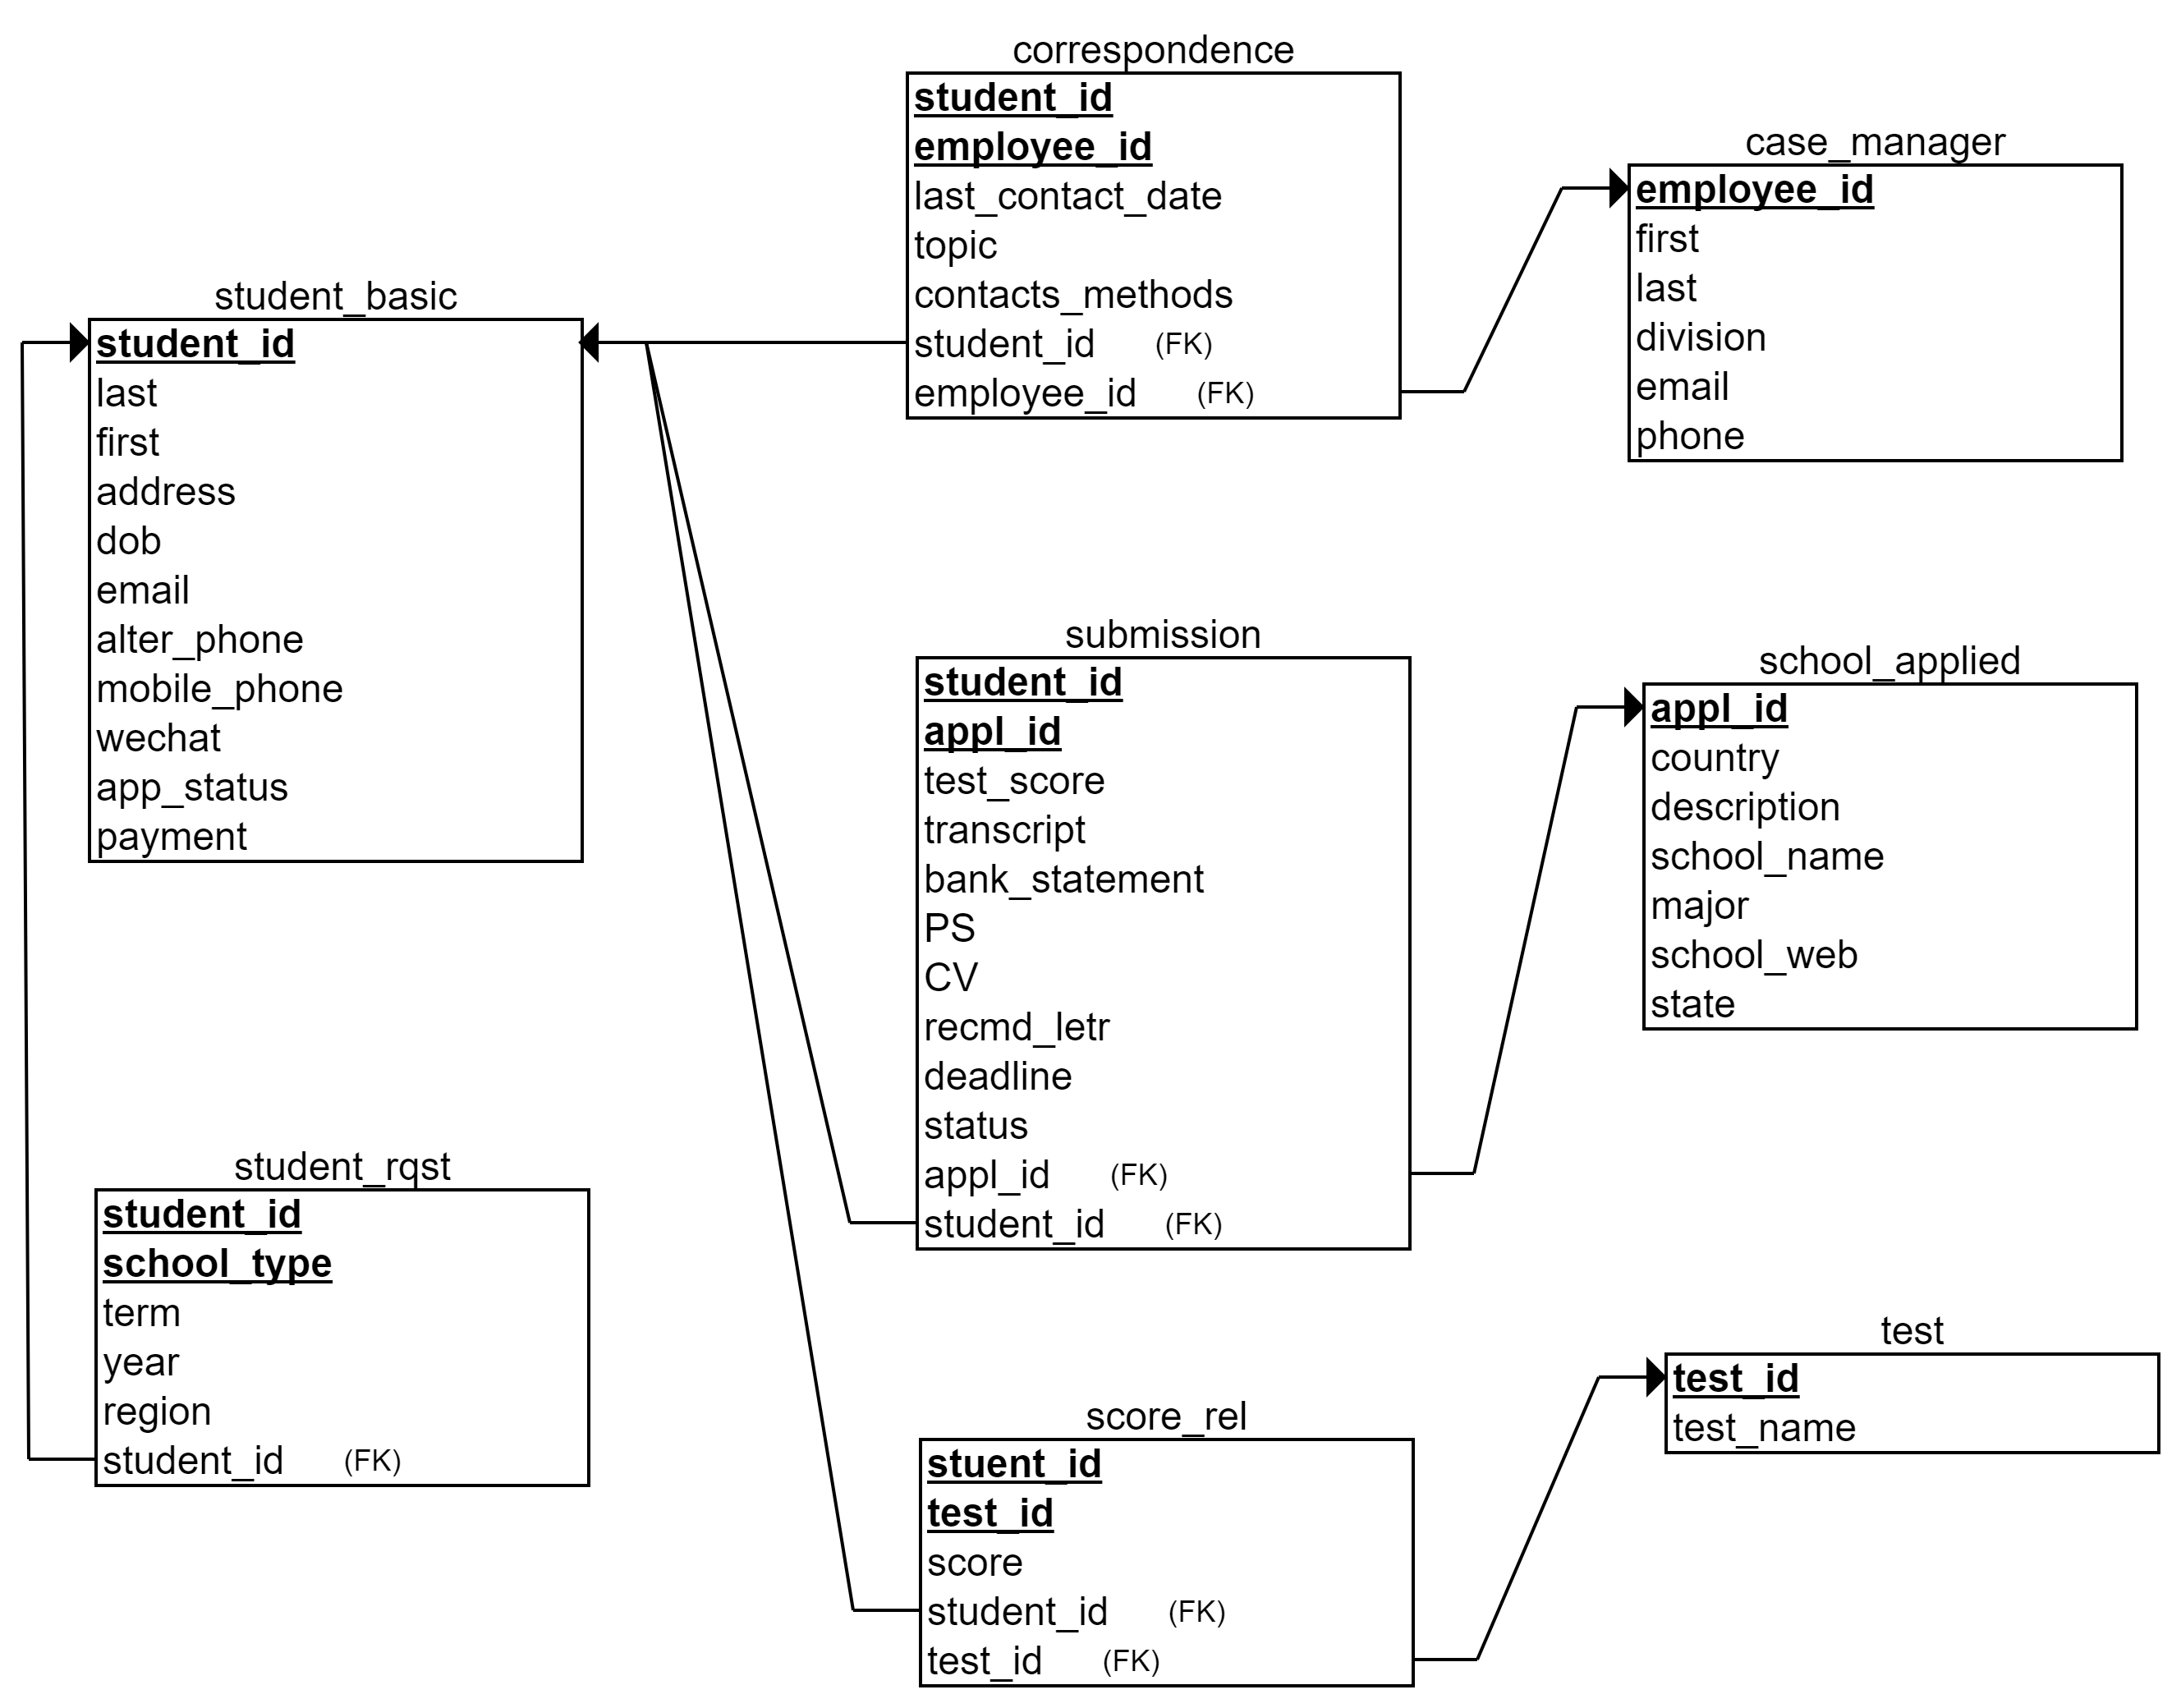 correspondence
student_id
employee_id
last_contact_date
topic
contacts_methods
student_id (FK)
employee_id (FK)
case_manager
employee_id
first
last
division
email
phone
student_basic
student_id
last
first
address
dob
email
alter_phone
mobile_phone
wechat
app_status
payment
submission
student_id
appl_id
test_score
transcript
bank_statement
PS
CV
recmd_letr
deadline
status
appl_id (FK)
student_id (FK)
school_applied
appl_id
country
description
school_name
major
school_web
state
student_rqst
student_id
school_type
term
year
region
student_id (FK)
score_rel
stuent_id
test_id
score
student_id (FK)
test_id (FK)
test
test_id
test_name